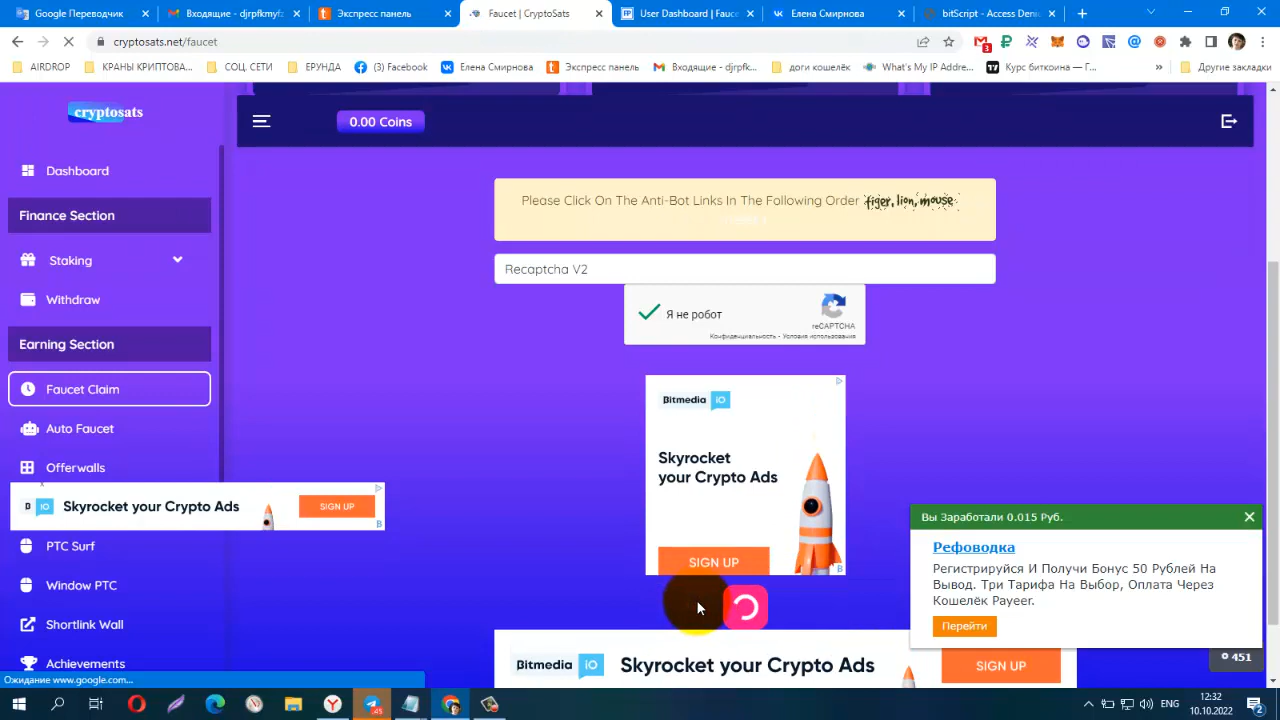 Google Переводчик
Входящие - djrpkmyf
Экспресс панель
Faucet | CryptoSats
User Dashboard | Fauc
Елена Смирнова
bitScript - Access Deni
cryptosats.net/faucet
3
AIRDROP
КРАНЫ КРИПТОВА...
СОЦ. СЕТИ
ЕРУНДА
(3) Facebook
Елена Смирнова
Экспресс панель
Входящие - djrpfk...
доги кошелёк
What's My IP Addre...
Курс биткоина — Г...
»
Другие закладки
cryptosats
0.00 Coins
Dashboard
Finance Section
Staking
Withdraw
Earning Section
Faucet Claim
Auto Faucet
Offerwalls
PTC Surf
Window PTC
Shortlink Wall
Achievements
Please Click On The Anti-Bot Links In The Following Order tiger, lion, mouse
Recaptcha V2
Я не робот
reCAPTCHA
Конфиденциальность - Условия использования
Bitmedia IO
Skyrocket
your Crypto Ads
SIGN UP
B
x
IO
Skyrocket your Crypto Ads
SIGN UP
B
Bitmedia IO
Skyrocket your Crypto Ads
SIGN UP
Вы Заработали 0.015 Руб.
Рефоводка
Регистрируйся И Получи Бонус 50 Рублей На
Вывод. Три Тарифа На Выбор, Оплата Через
Кошелёк Payeer.
Перейти
451
Ожидание www.google.com...
45
ENG
12:32
10.10.2022
2